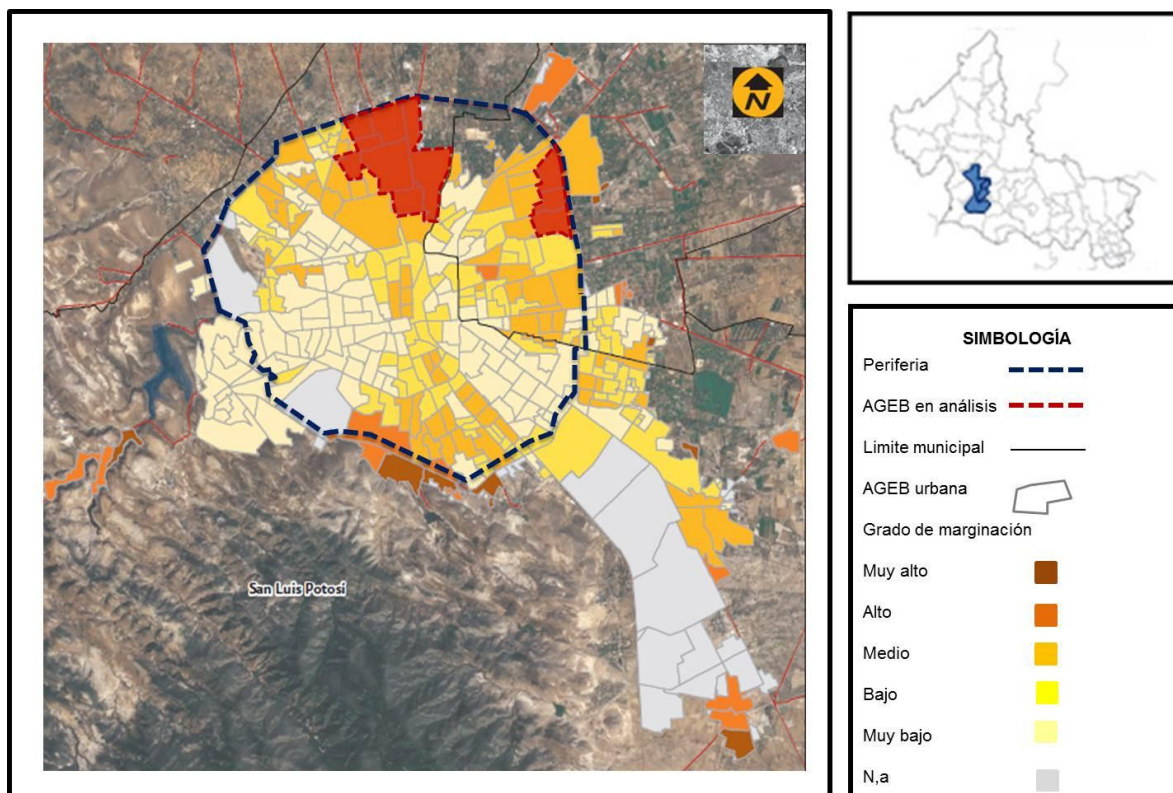 N
San Luis Potosí
SIMBOLOGÍA
Periferia
AGEB en análisis
Limite municipal
AGEB urbana
Grado de marginación
Muy alto
Alto
Medio
Bajo
Muy bajo
N,a